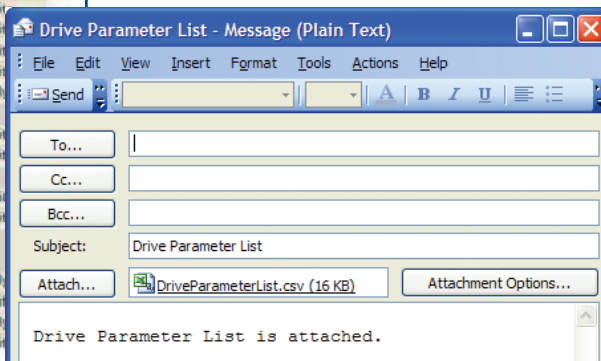 Drive Parameter List - Message (Plain Text)
File Edit View Insert Format Tools Actions Help
Send A B I U
To...
Cc...
Bcc...
Subject: Drive Parameter List
Attach... DriveParameterList.csv (16 KB) Attachment Options...
Drive Parameter List is attached.